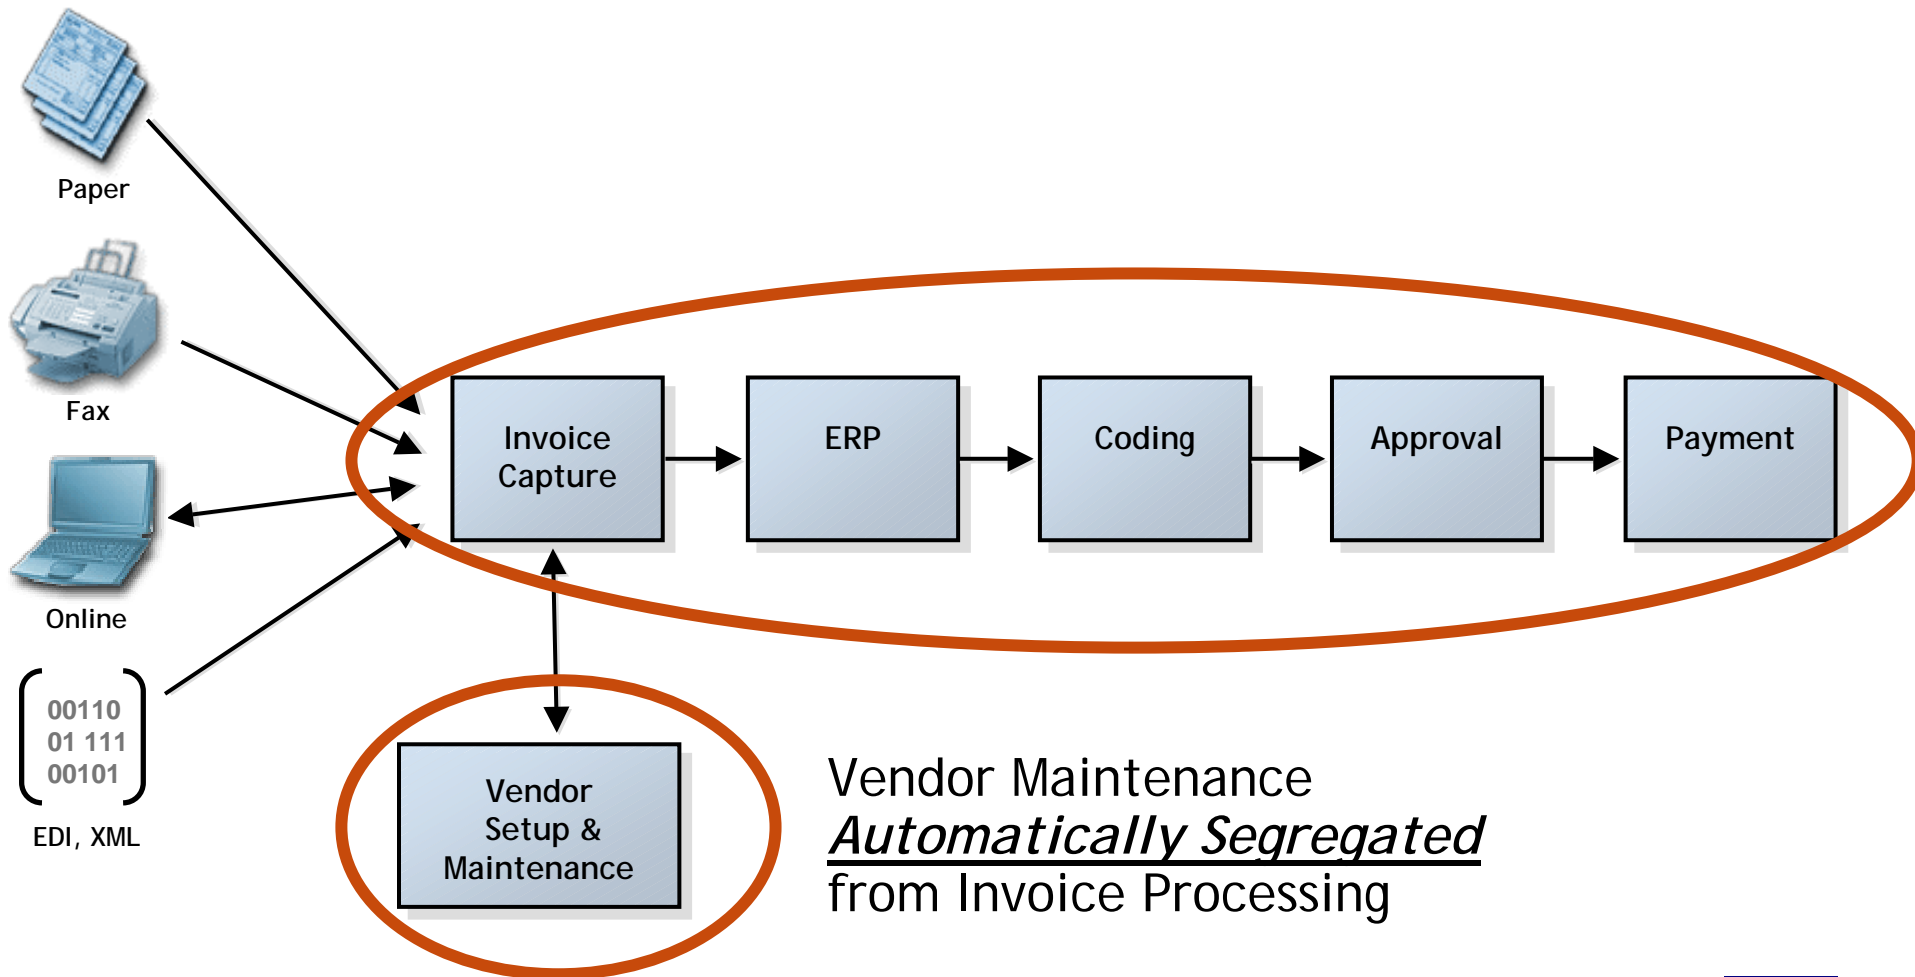 Paper
Fax
Online
00110
01 111
00101
EDI, XML
Invoice
Capture
ERP
Coding
Approval
Payment
Vendor
Setup &
Maintenance
Vendor Maintenance
Automatically Segregated
from Invoice Processing